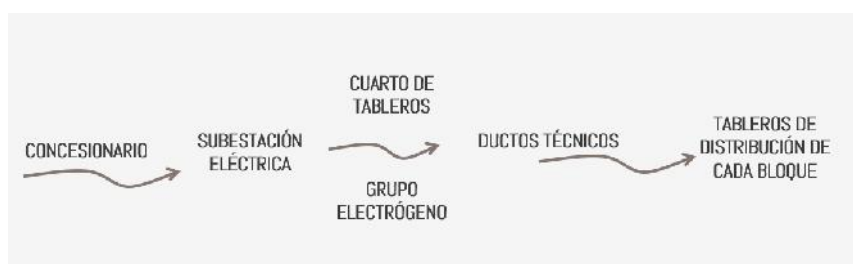 CONCESIONARIO
SUBESTACIÓN
ELÉCTRICA
CUARTO DE
TABLEROS
GRUPO
ELECTRÓGENO
DUCTOS TÉCNICOS
TABLEROS DE
DISTRIBUCIÓN DE
CADA BLOQUE